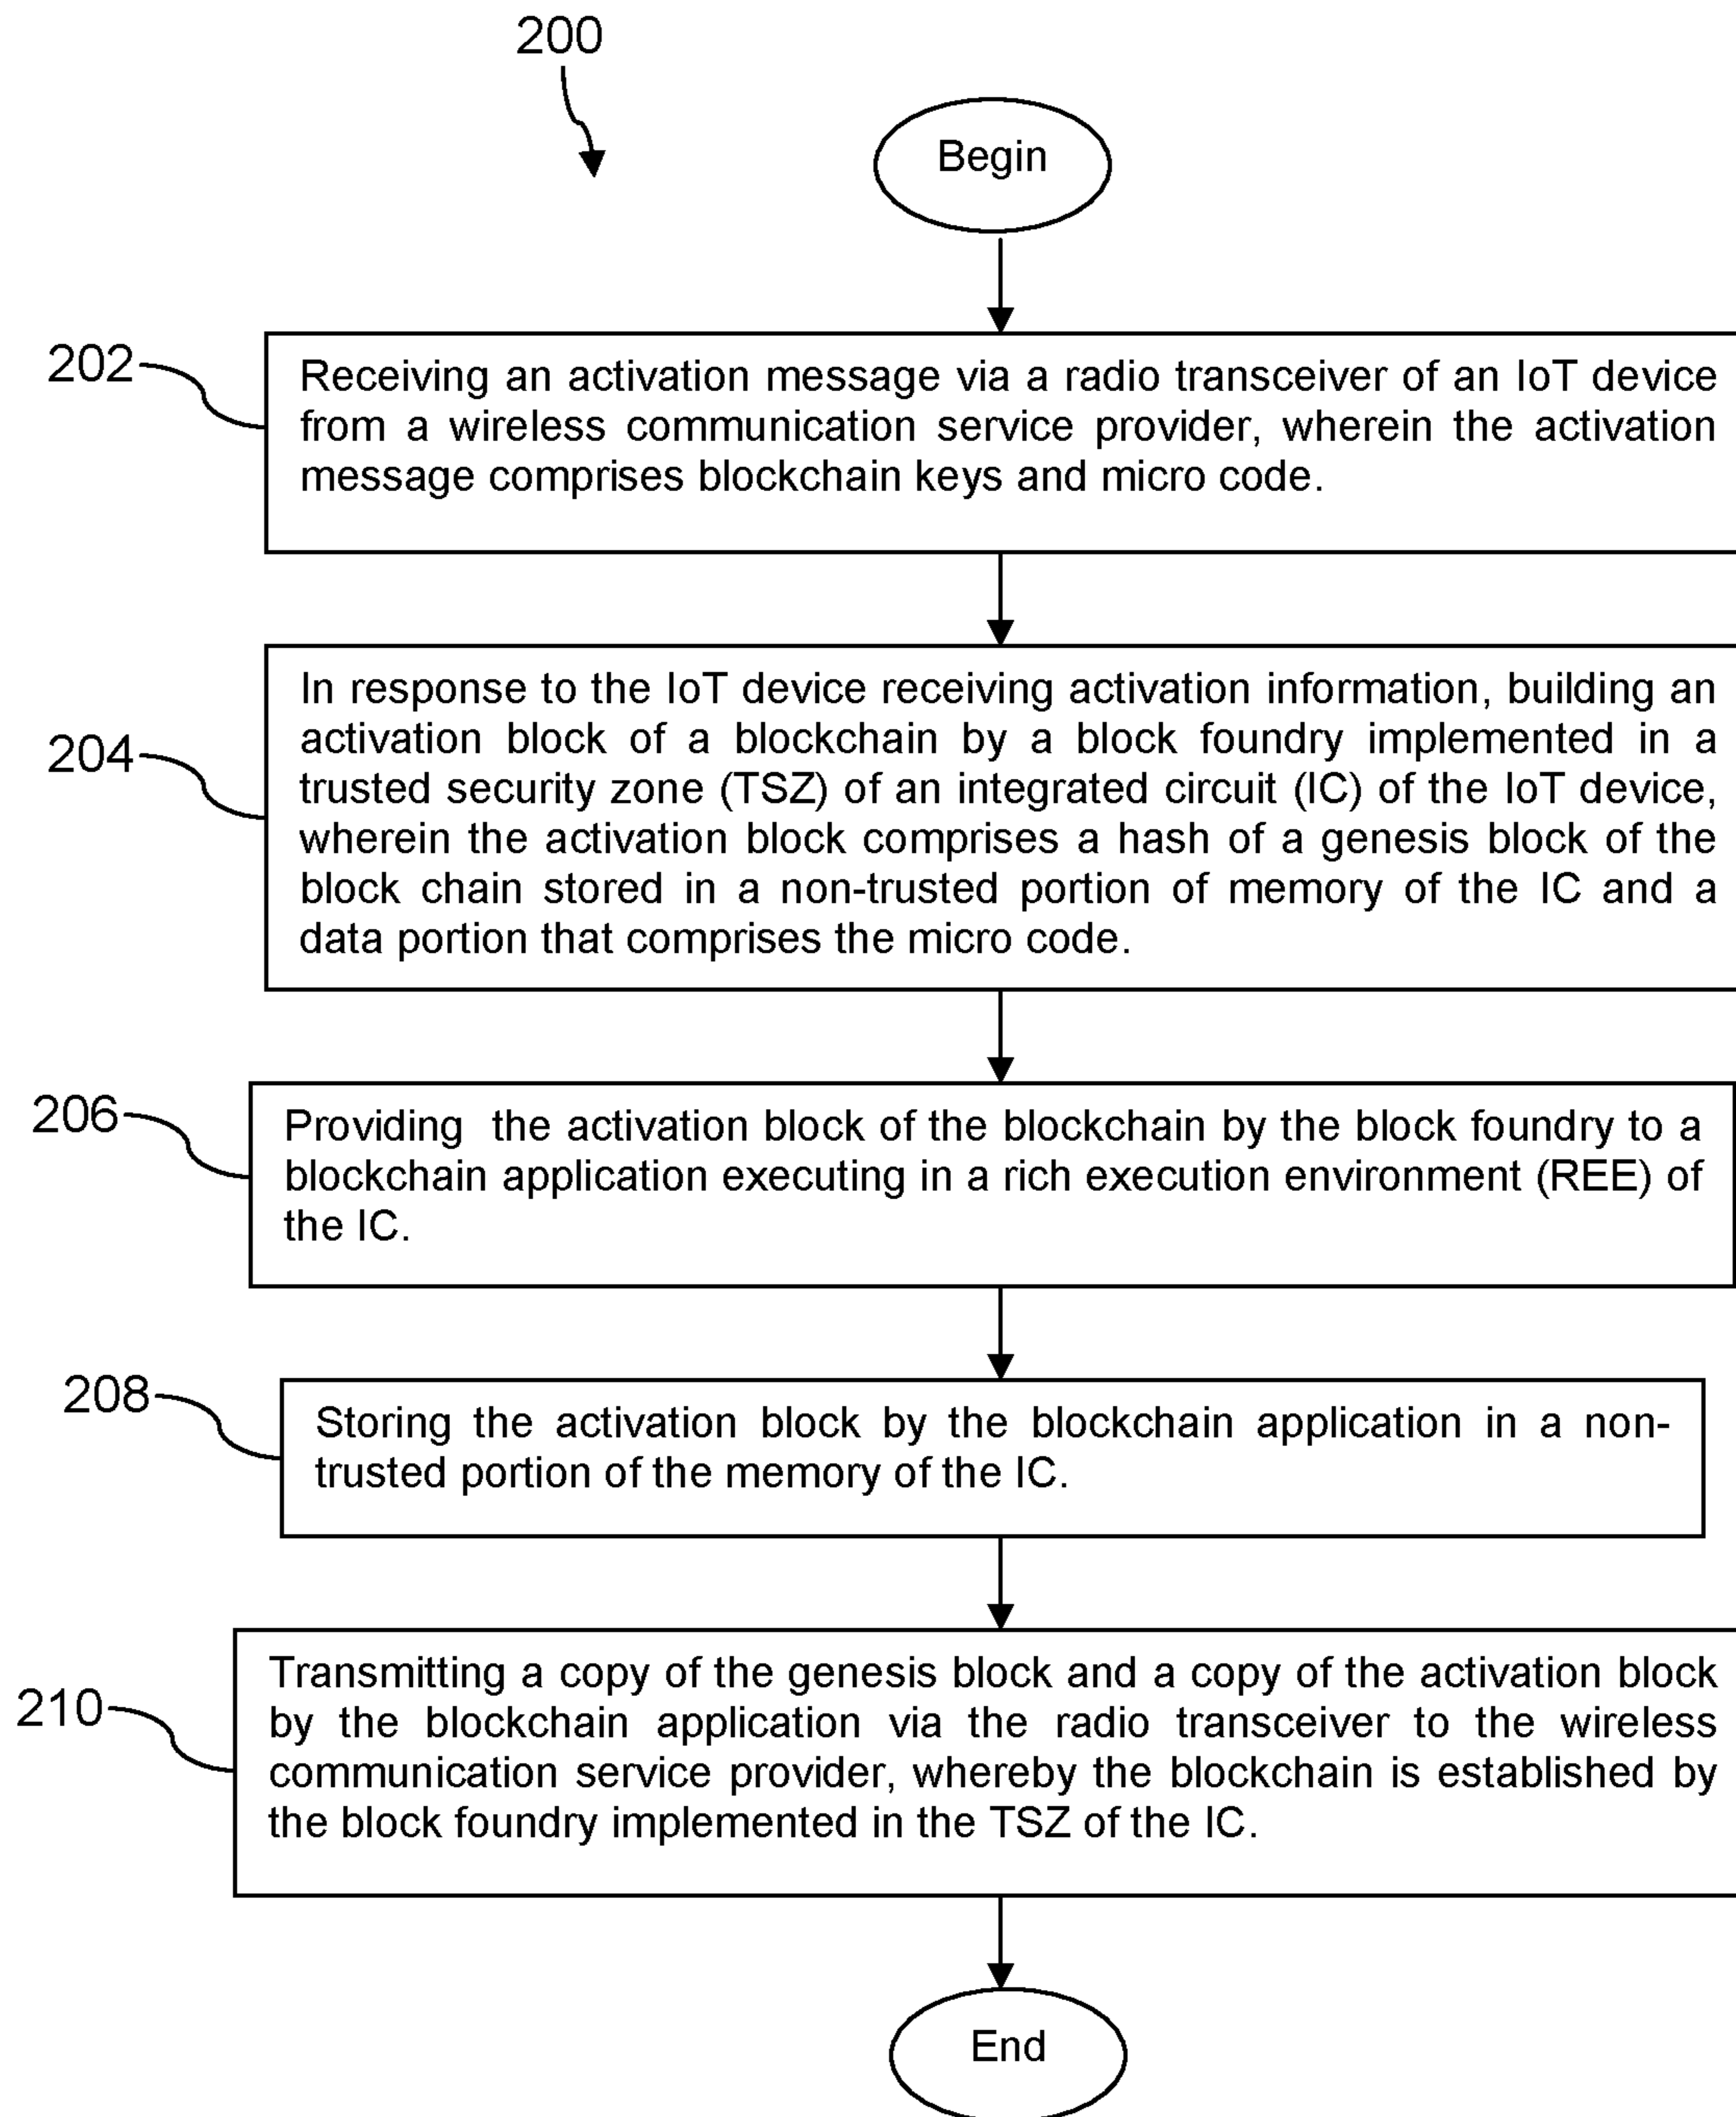 200
Begin
202
Receiving an activation message via a radio transceiver of an IoT device
from a wireless communication service provider, wherein the activation
message comprises blockchain keys and micro code.
204
In response to the IoT device receiving activation information, building an
activation block of a blockchain by a block foundry implemented in a
trusted security zone (TSZ) of an integrated circuit (IC) of the IoT device,
wherein the activation block comprises a hash of a genesis block of the
block chain stored in a non-trusted portion of memory of the IC and a
data portion that comprises the micro code.
206
Providing  the activation block of the blockchain by the block foundry to a
blockchain application executing in a rich execution environment (REE) of
the IC.
208
Storing the activation block by the blockchain application in a non-
trusted portion of the memory of the IC.
210
Transmitting a copy of the genesis block and a copy of the activation block
by the blockchain application via the radio transceiver to the wireless
communication service provider, whereby the blockchain is established by
the block foundry implemented in the TSZ of the IC.
End